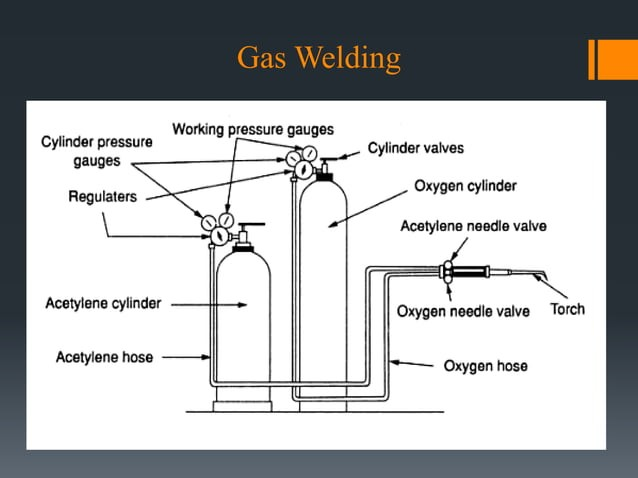 Gas Welding
Working pressure gauges
Cylinder pressure
gauges
Cylinder valves
Regulaters
Oxygen cylinder
Acetylene needle valve
Acetylene cylinder
Oxygen needle valve
Torch
Acetylene hose
Oxygen hose